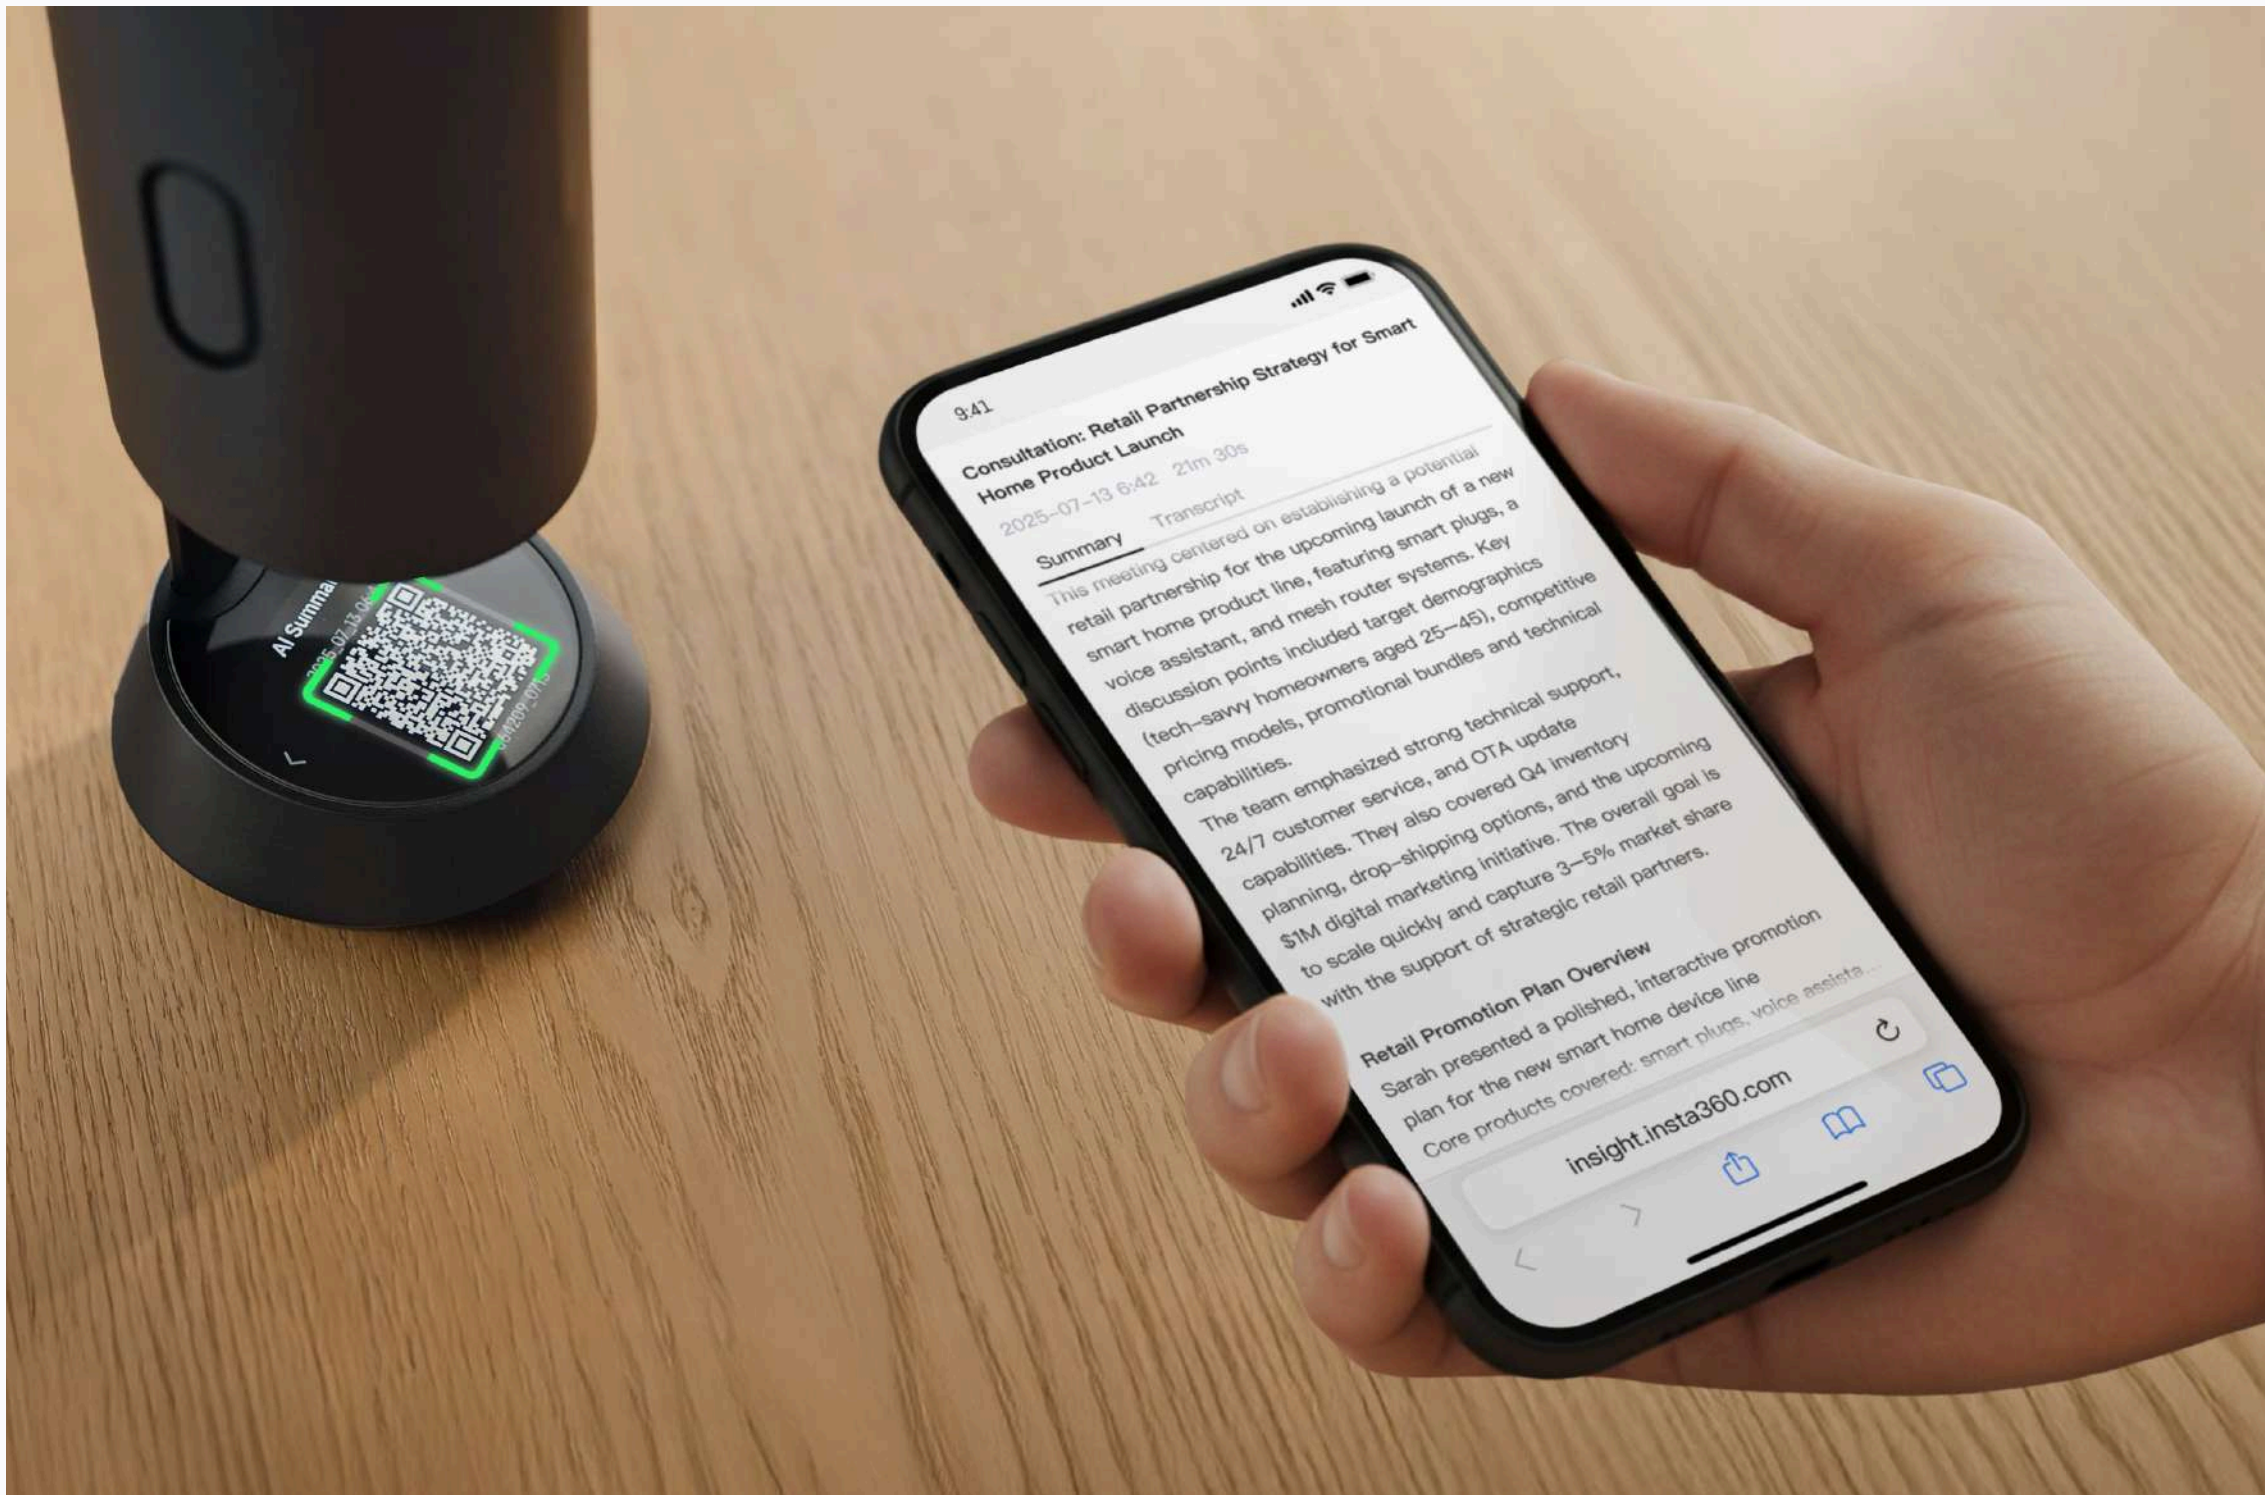 AI Summar
2025_07_13 06:4
064209_0713
9:41
Consultation: Retail Partnership Strategy for Smart
Home Product Launch
2025-07-13 6:42 21m 30s
Summary Transcript
This meeting centered on establishing a potential
retail partnership for the upcoming launch of a new
smart home product line, featuring smart plugs, a
voice assistant, and mesh router systems. Key
discussion points included target demographics
(tech-savvy homeowners aged 25—45), competitive
pricing models, promotional bundles and technical
capabilities.
The team emphasized strong technical support,
24/7 customer service, and OTA update
capabilities. They also covered Q4 inventory
planning, drop-shipping options, and the upcoming
$1M digital marketing initiative. The overall goal is
to scale quickly and capture 3—5% market share
with the support of strategic retail partners.
Retail Promotion Plan Overview
Sarah presented a polished, interactive promotion
plan for the new smart home device line
Core products covered: smart plugs, voice assista...
insight.insta360.com